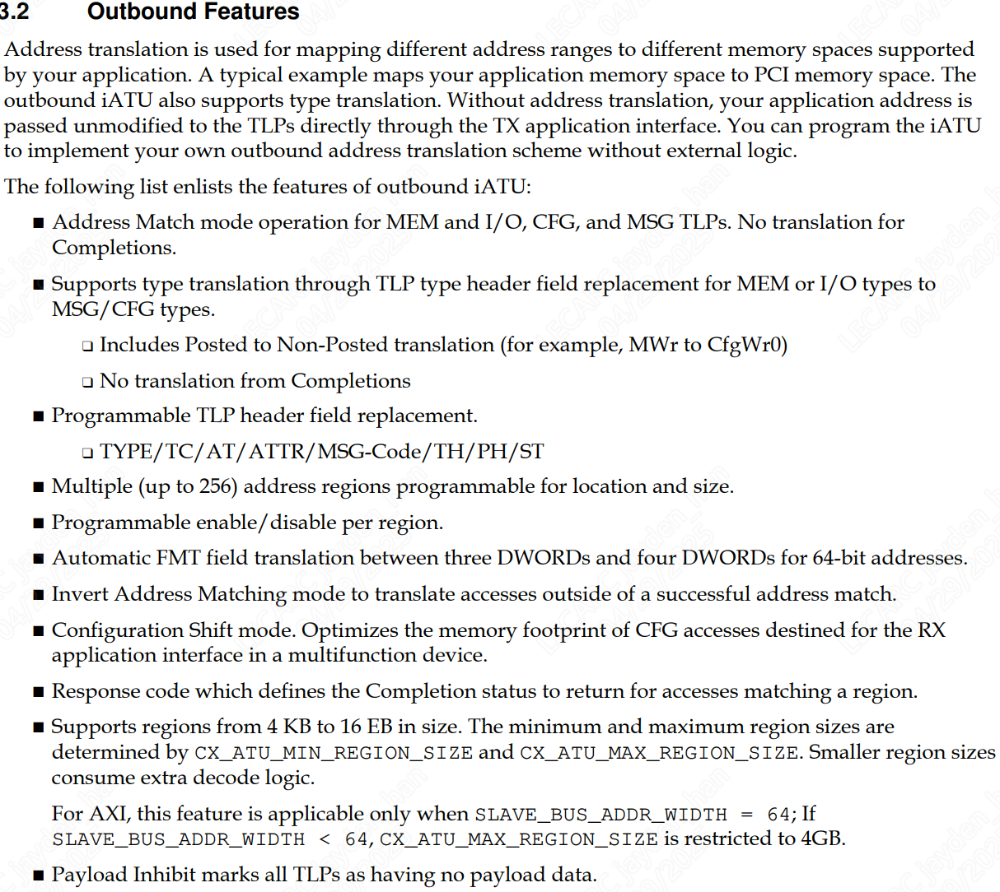 3.2 Outbound Features
Address translation is used for mapping different address ranges to different memory spaces supported
by your application. A typical example maps your application memory space to PCI memory space. The
outbound iATU also supports type translation. Without address translation, your application address is
passed unmodified to the TLPs directly through the TX application interface. You can program the iATU
to implement your own outbound address translation scheme without external logic.
The following list enlists the features of outbound iATU:
■ Address Match mode operation for MEM and I/O, CFG, and MSG TLPs. No translation for
Completions.
■ Supports type translation through TLP type header field replacement for MEM or I/O types to
MSG/CFG types.
❑ Includes Posted to Non-Posted translation (for example, MWr to CfgWr0)
❑ No translation from Completions
■ Programmable TLP header field replacement.
❑ TYPE/TC/AT/ATTR/MSG-Code/TH/PH/ST
■ Multiple (up to 256) address regions programmable for location and size.
■ Programmable enable/disable per region.
■ Automatic FMT field translation between three DWORDs and four DWORDs for 64-bit addresses.
■ Invert Address Matching mode to translate accesses outside of a successful address match.
■ Configuration Shift mode. Optimizes the memory footprint of CFG accesses destined for the RX
application interface in a multifunction device.
■ Response code which defines the Completion status to return for accesses matching a region.
■ Supports regions from 4 KB to 16 EB in size. The minimum and maximum region sizes are
determined by CX_ATU_MIN_REGION_SIZE and CX_ATU_MAX_REGION_SIZE. Smaller region sizes
consume extra decode logic.
For AXI, this feature is applicable only when SLAVE_BUS_ADDR_WIDTH = 64; If
SLAVE_BUS_ADDR_WIDTH < 64, CX_ATU_MAX_REGION_SIZE is restricted to 4GB.
■ Payload Inhibit marks all TLPs as having no payload data.